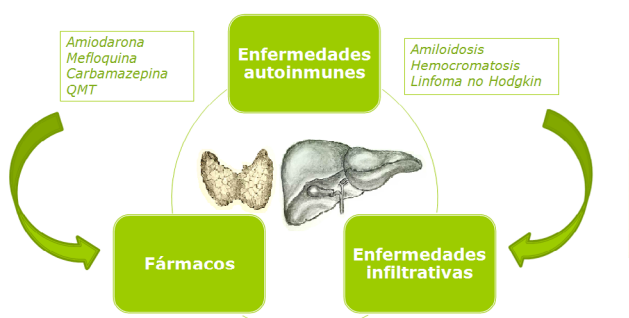 Amiodarona
Mefloquina
Carbamazepina
QMT
Enfermedades
autoinmunes
Amiloidosis
Hemocromatosis
Linfoma no Hodgkin
Fármacos
Enfermedades
infiltrativas